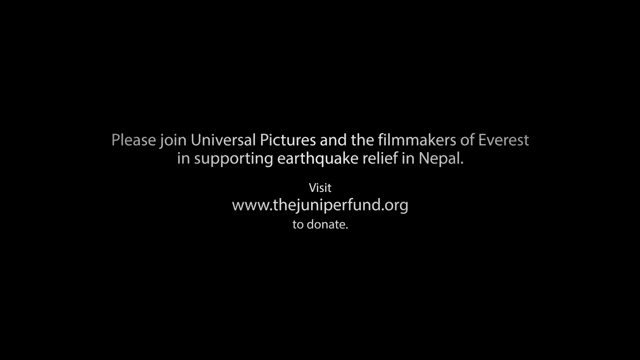 Please join Universal Pictures and the filmmakers of Everest
in supporting earthquake relief in Nepal.
Visit
www.thejuniperfund.org
to donate.